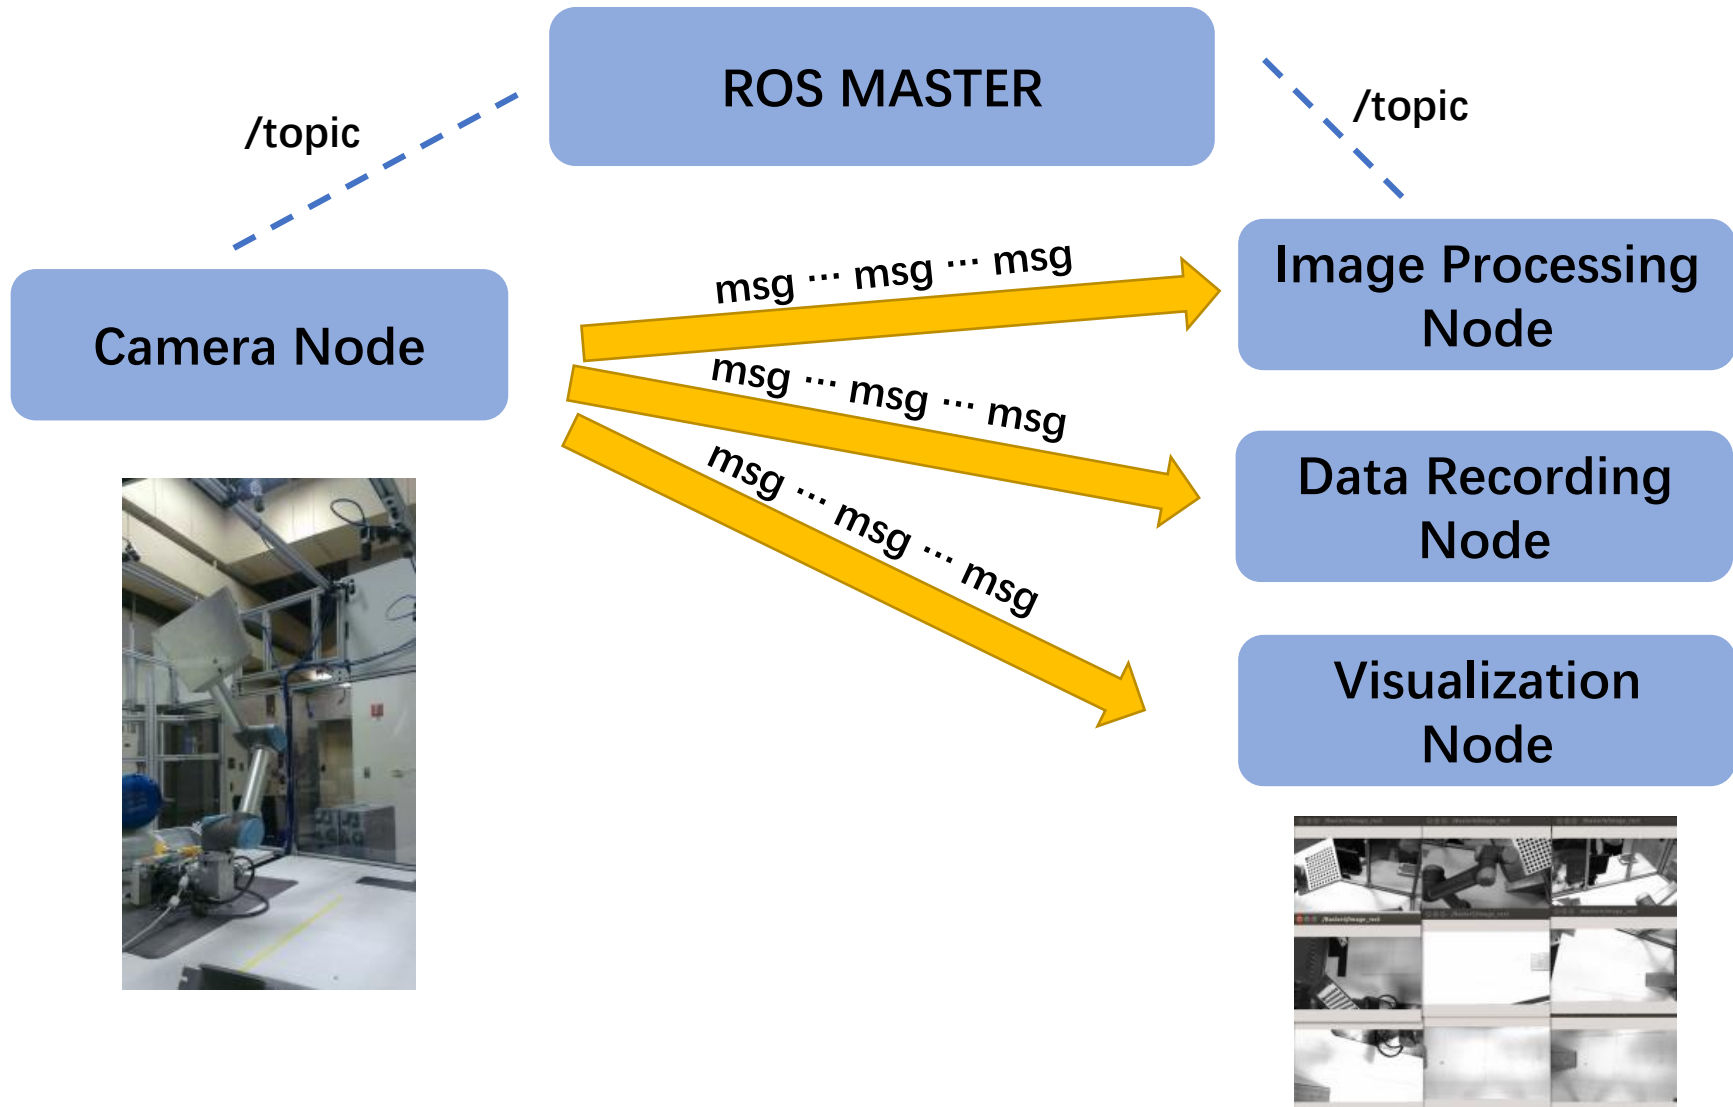 ROS MASTER
/topic
/topic
Camera Node
msg ··· msg ··· msg
Image Processing
Node
msg ··· msg ··· msg
Data Recording
Node
msg ··· msg ··· msg
Visualization
Node